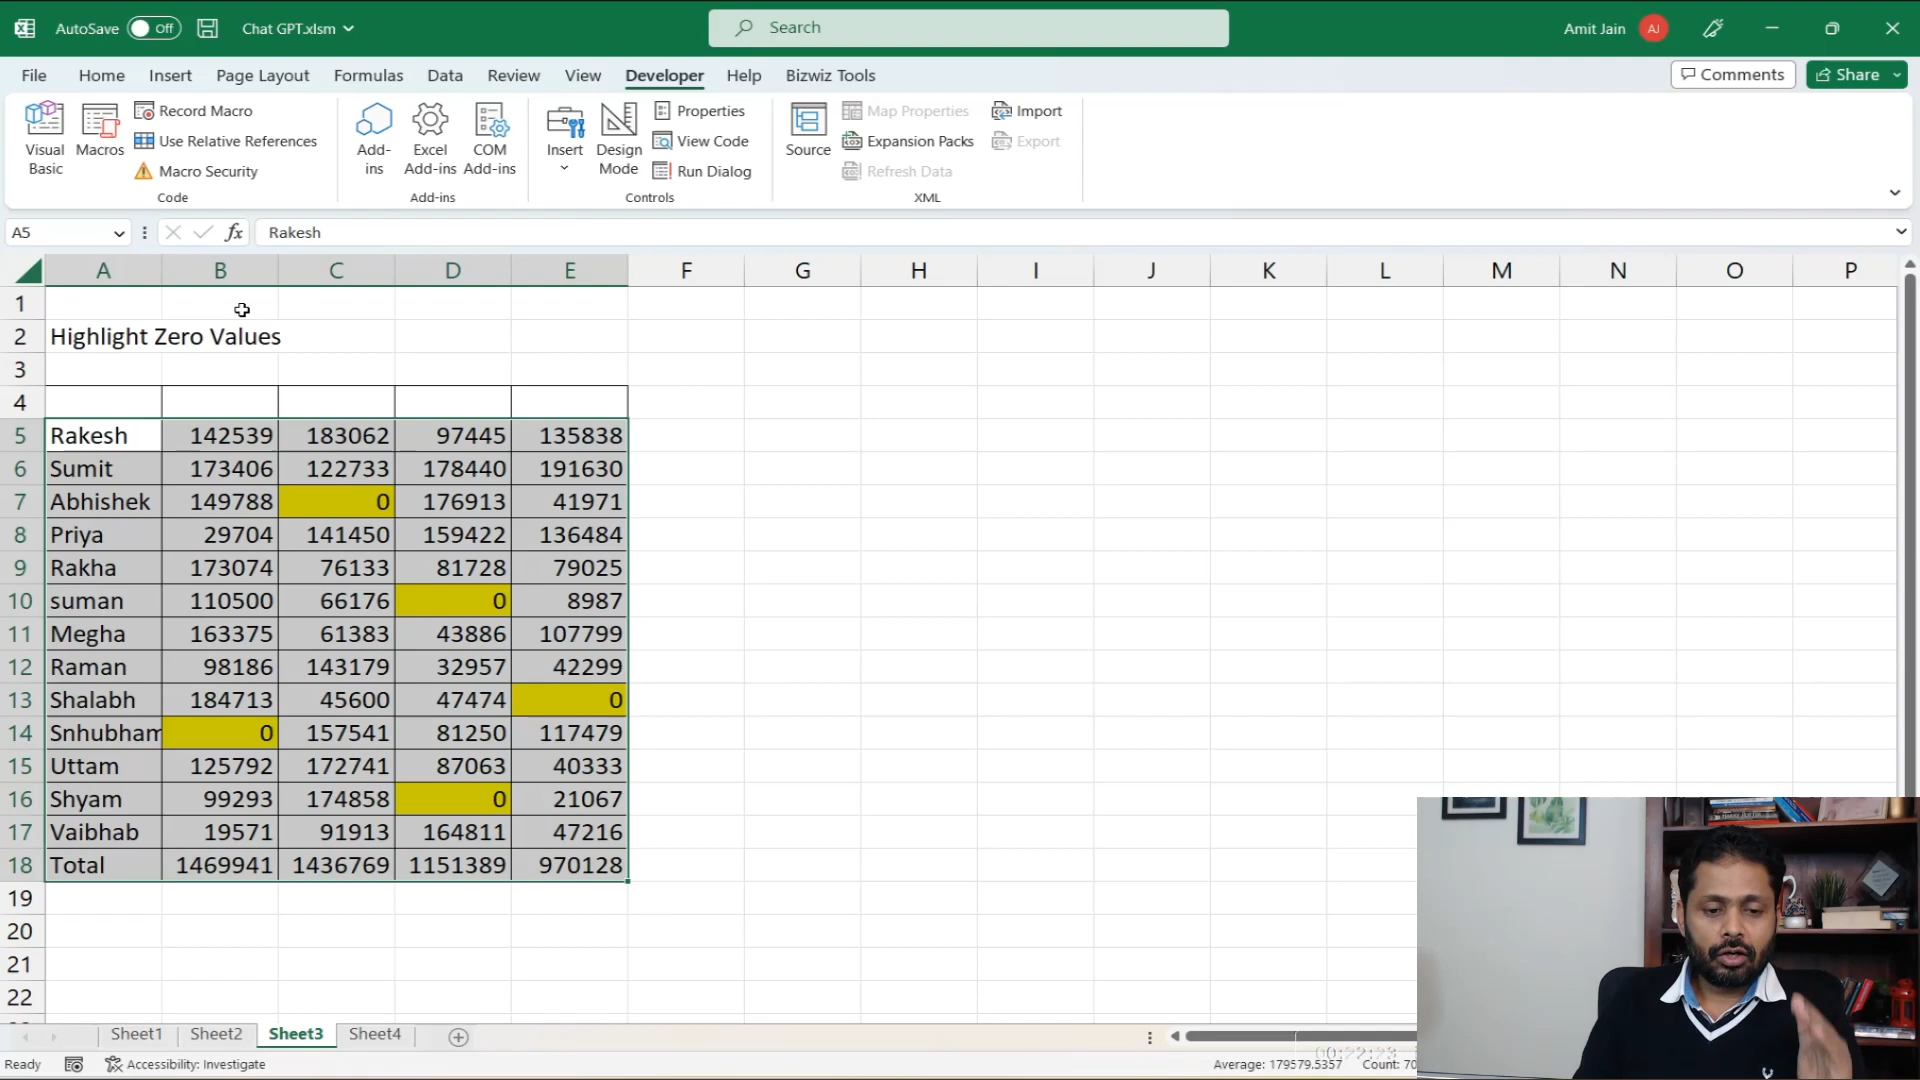 AutoSave Off Chat GPT.xlsm Search Amit Jain AJ
File Home Insert Page Layout Formulas Data Review View Developer Help Bizwiz Tools Comments Share
Visual Basic
Macros
Record Macro
Use Relative References
Macro Security
Code
Add-ins
Excel Add-ins
COM Add-ins
Add-ins
Insert
Design Mode
Properties
View Code
Run Dialog
Controls
Source
Map Properties
Expansion Packs
Refresh Data
Import
Export
XML
A5 fx Rakesh
A B C D E F G H I J K L M N O P
1
2 Highlight Zero Values
3
4
5 Rakesh 142539 183062 97445 135838
6 Sumit 173406 122733 178440 191630
7 Abhishek 149788 0 176913 41971
8 Priya 29704 141450 159422 136484
9 Rakha 173074 76133 81728 79025
10 suman 110500 66176 0 8987
11 Megha 163375 61383 43886 107799
12 Raman 98186 143179 32957 42299
13 Shalabh 184713 45600 47474 0
14 Snhubham 0 157541 81250 117479
15 Uttam 125792 172741 87063 40333
16 Shyam 99293 174858 0 21067
17 Vaibhab 19571 91913 164811 47216
18 Total 1469941 1436769 1151389 970128
19
20
21
22
Sheet1 Sheet2 Sheet3 Sheet4
00:22:23
Ready Accessibility: Investigate Average: 179579.5357 Count: 70